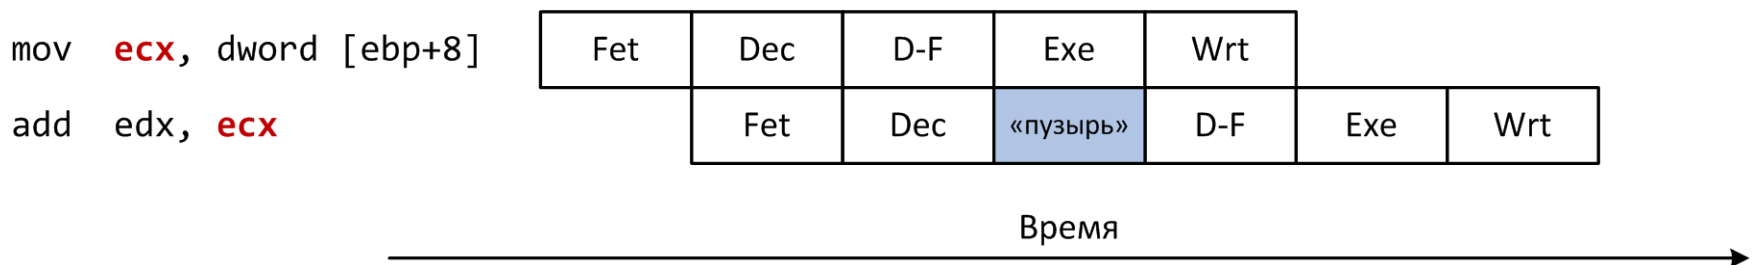 mov ecx, dword [ebp+8] Fet Dec D-F Exe Wrt
add edx, ecx Fet Dec «пузырь» D-F Exe Wrt
Время